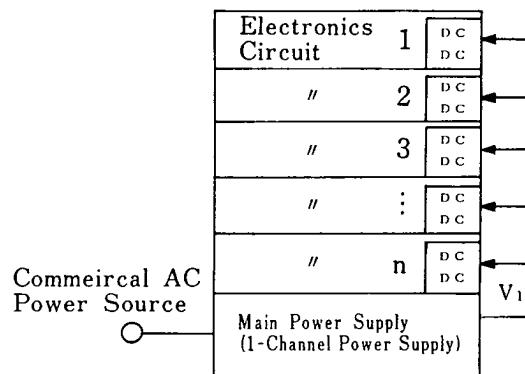 Electronics
Circuit 1 DC
DC
〃 2 DC
DC
〃 3 DC
DC
〃 ⋮ DC
DC
〃 n DC
DC
Commeircal AC
Power Source
V1
Main Power Supply
(1-Channel Power Supply)